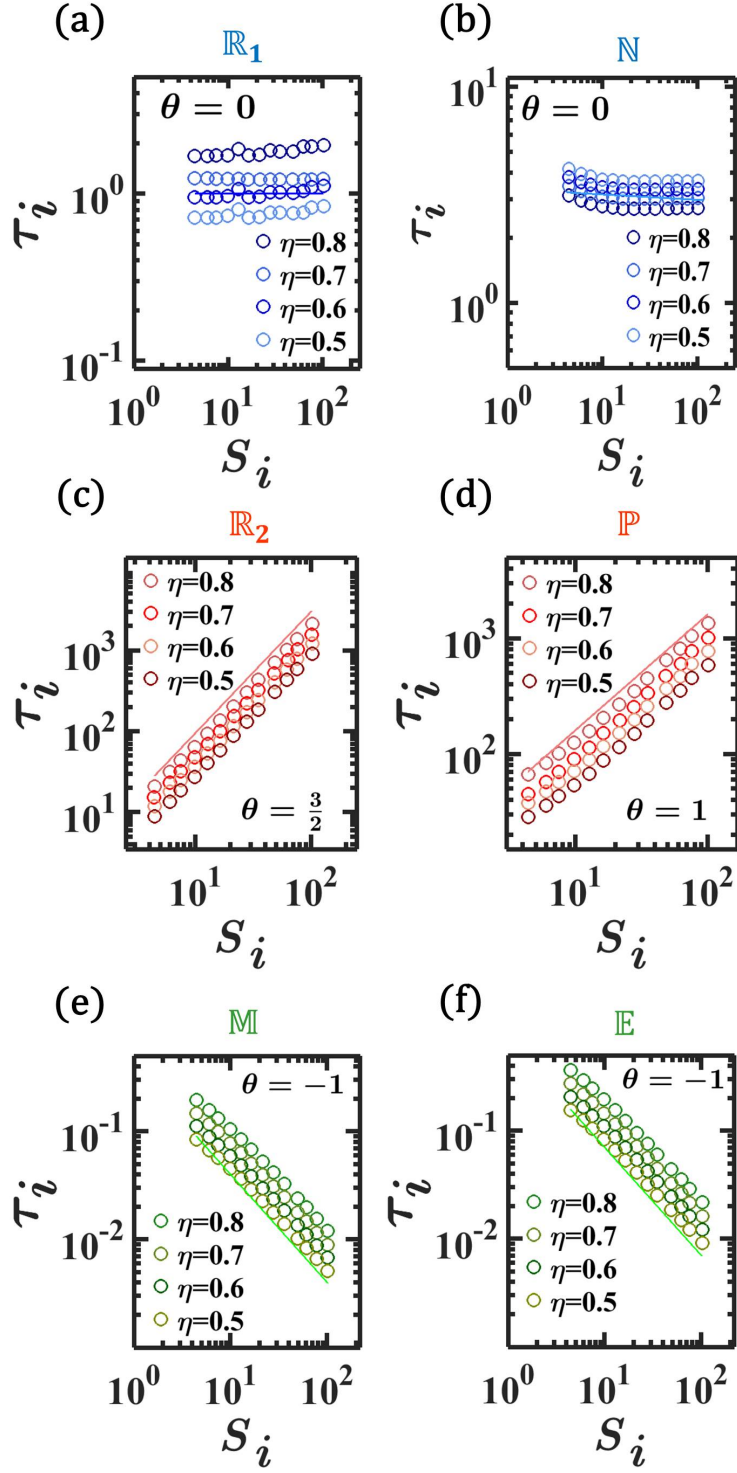 (a)
ℝ₁
θ = 0
10⁰
10⁻¹
τᵢ
η=0.8
η=0.7
η=0.6
η=0.5
10⁰ 10¹ 10²
Sᵢ
(b)
ℕ
10¹
θ = 0
10⁰
τᵢ
η=0.8
η=0.7
η=0.6
η=0.5
10⁰ 10¹ 10²
Sᵢ
(c)
ℝ₂
η=0.8
η=0.7
η=0.6
η=0.5
10³
10²
10¹
τᵢ
θ = 3/2
10¹ 10²
Sᵢ
(d)
ℙ
η=0.8
η=0.7
η=0.6
η=0.5
10³
10²
τᵢ
θ = 1
10¹ 10²
Sᵢ
(e)
𝕄
θ = −1
10⁻¹
10⁻²
τᵢ
η=0.8
η=0.7
η=0.6
η=0.5
10⁰ 10¹ 10²
Sᵢ
(f)
𝔼
θ = −1
10⁻¹
10⁻²
τᵢ
η=0.8
η=0.7
η=0.6
η=0.5
10⁰ 10¹ 10²
Sᵢ